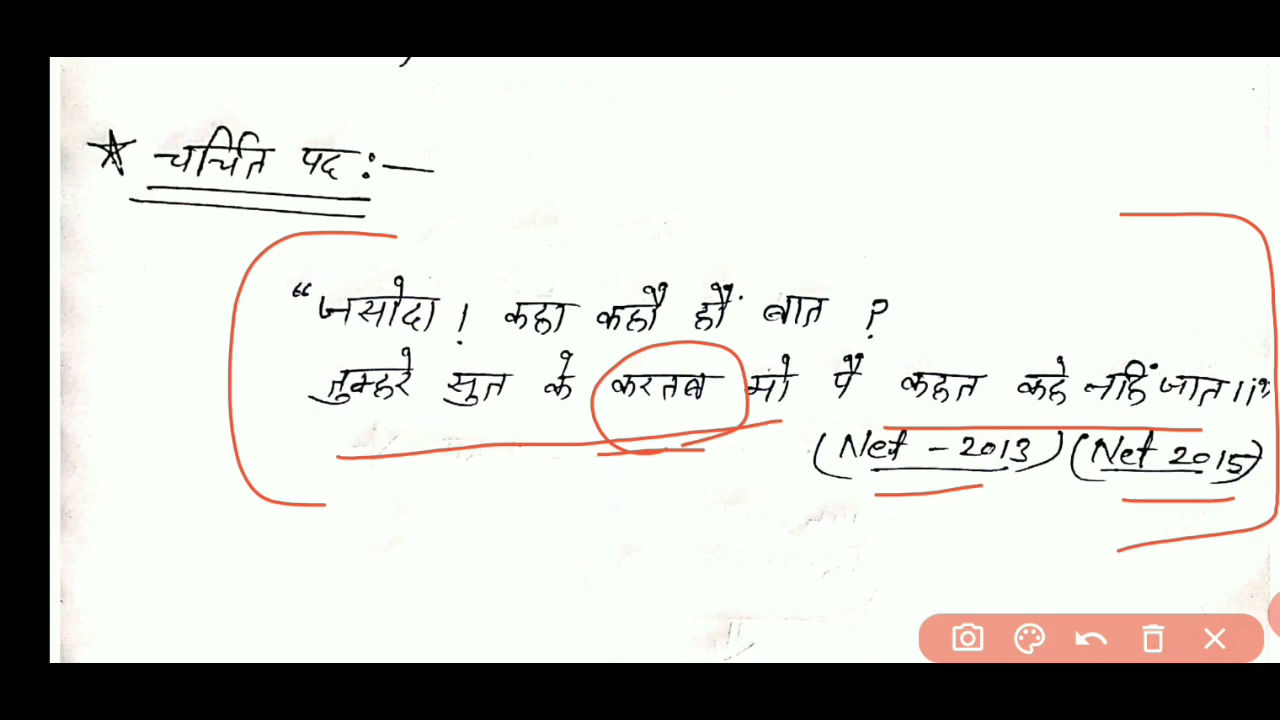 ★ चर्चित पद :—
“जसोदा ! कहा कहौं हौं बात ?
तुम्हरे सुत के करतब मो पै कहत कहे नहिं जात।।”
(Net - 2013) (Net 2015)